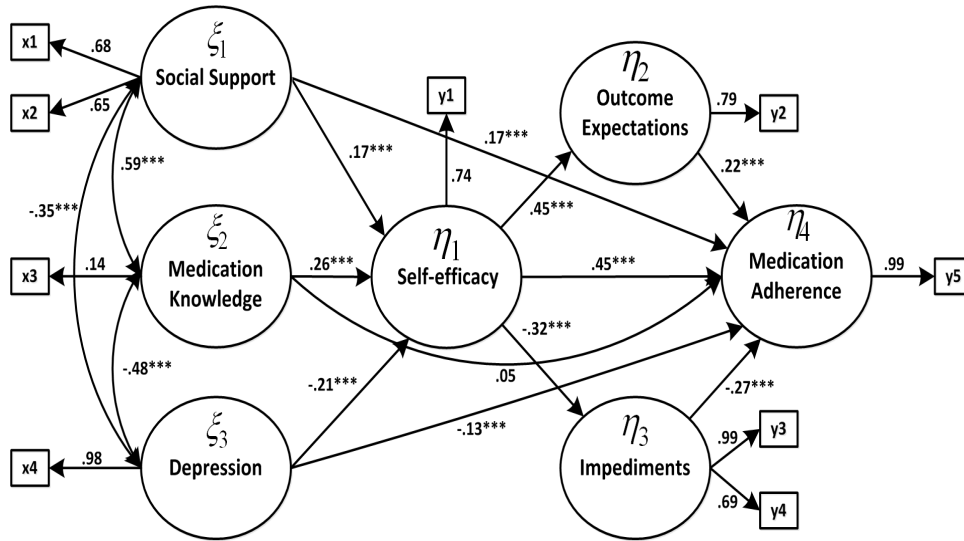 x1
.68
ξ1
Social Support
x2
.65
η2
Outcome
Expectations
.79
y2
y1
.17***
.17***
.74
.22***
.59***
-.35***
.45***
x3
.14
ξ2
Medication
Knowledge
.26***
η1
Self-efficacy
.45***
η4
Medication
Adherence
.99
y5
-.48***
-.32***
-.21***
.05
-.27***
-.13***
x4
.98
ξ3
Depression
η3
Impediments
.99
y3
.69
y4